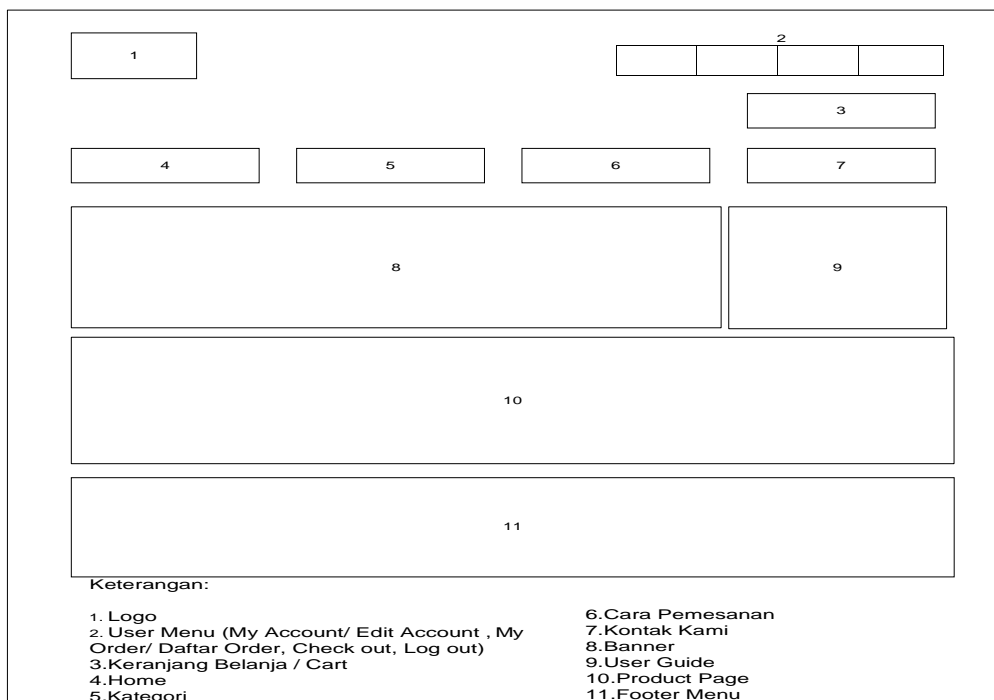 1
2
3
4
5
6
7
8
9
10
11
Keterangan:
1. Logo
2. User Menu (My Account/ Edit Account , My
Order/ Daftar Order, Check out, Log out)
3.Keranjang Belanja / Cart
4.Home
5.Kategori
6.Cara Pemesanan
7.Kontak Kami
8.Banner
9.User Guide
10.Product Page
11.Footer Menu